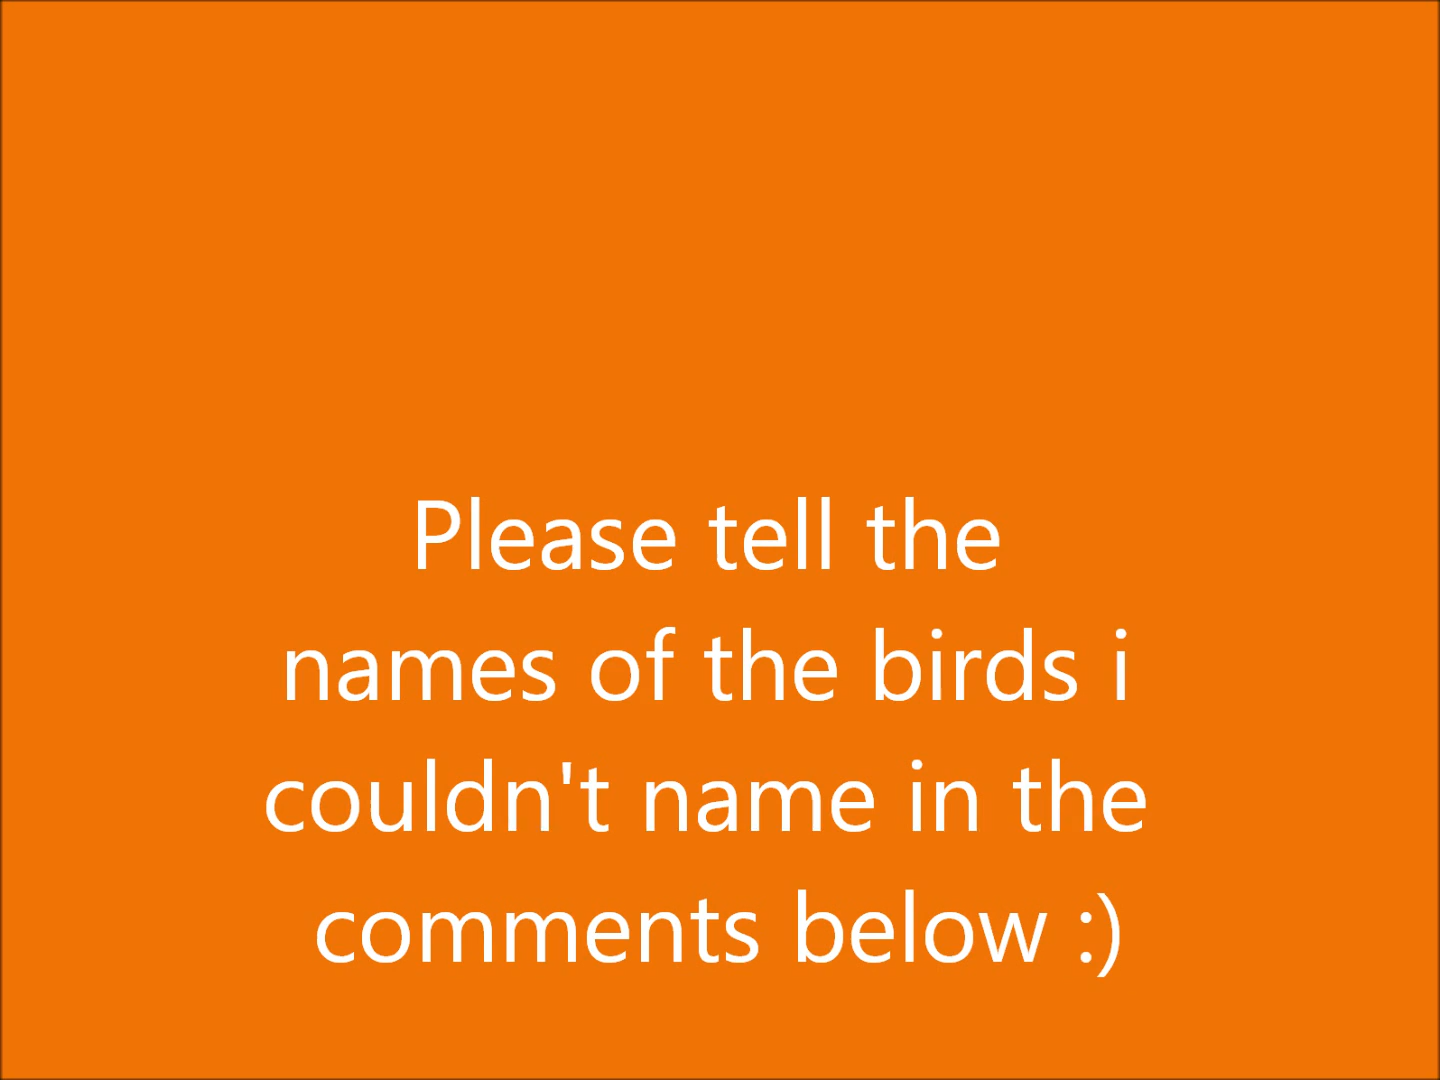 Please tell the
names of the birds i
couldn't name in the
comments below :)